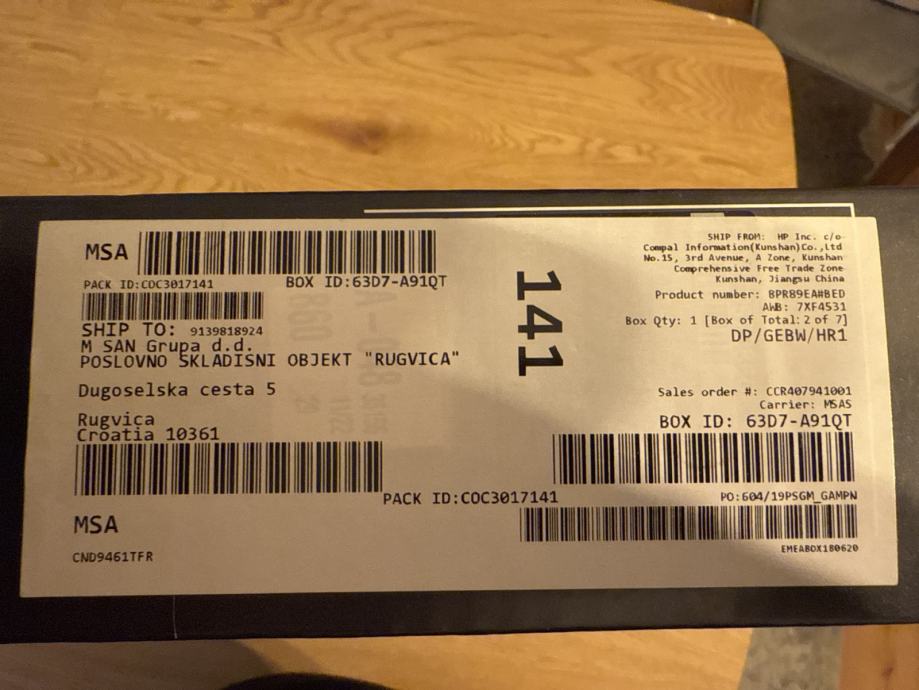 MSA
PACK ID:COC3017141
BOX ID:63D7-A91QT
SHIP TO: 9139818924
M SAN Grupa d.d.
POSLOVNO SKLADISNI OBJEKT "RUGVICA"
Dugoselska cesta 5
Rugvica
Croatia 10361
MSA
CND9461TFR
141
SHIP FROM: HP Inc. c/o
Compal Information(Kunshan)Co.,Ltd
No.15, 3rd Avenue, A Zone, Kunshan
Comprehensive Free Trade Zone
Kunshan, Jiangsu China
Product number: 8PR89EA#BED
AWB: 7XF4531
Box Qty: 1 [Box of Total:2 of 7]
DP/GEBW/HR1
Sales order #: CCR407941001
Carrier: MSAS
BOX ID: 63D7-A91QT
PACK ID:COC3017141
PO:604/19PSGM_GAMPN
EMEABOX180620